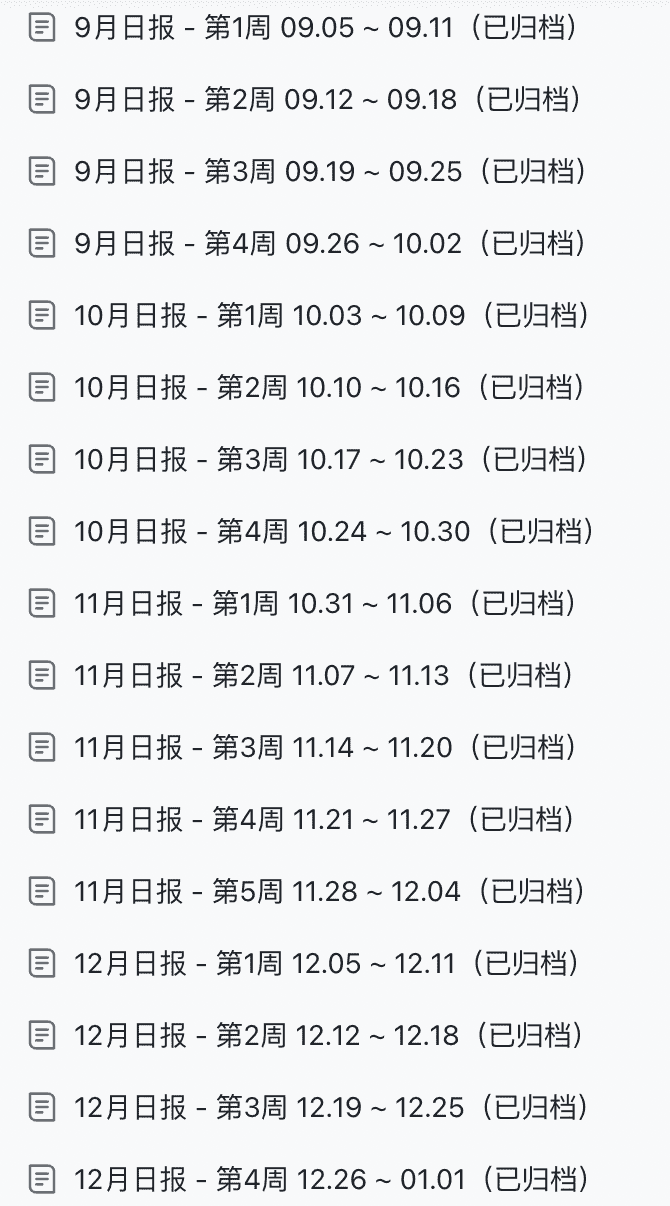 9月日报 - 第1周 09.05 ~ 09.11（已归档）
9月日报 - 第2周 09.12 ~ 09.18（已归档）
9月日报 - 第3周 09.19 ~ 09.25（已归档）
9月日报 - 第4周 09.26 ~ 10.02（已归档）
10月日报 - 第1周 10.03 ~ 10.09（已归档）
10月日报 - 第2周 10.10 ~ 10.16（已归档）
10月日报 - 第3周 10.17 ~ 10.23（已归档）
10月日报 - 第4周 10.24 ~ 10.30（已归档）
11月日报 - 第1周 10.31 ~ 11.06（已归档）
11月日报 - 第2周 11.07 ~ 11.13（已归档）
11月日报 - 第3周 11.14 ~ 11.20（已归档）
11月日报 - 第4周 11.21 ~ 11.27（已归档）
11月日报 - 第5周 11.28 ~ 12.04（已归档）
12月日报 - 第1周 12.05 ~ 12.11（已归档）
12月日报 - 第2周 12.12 ~ 12.18（已归档）
12月日报 - 第3周 12.19 ~ 12.25（已归档）
12月日报 - 第4周 12.26 ~ 01.01（已归档）